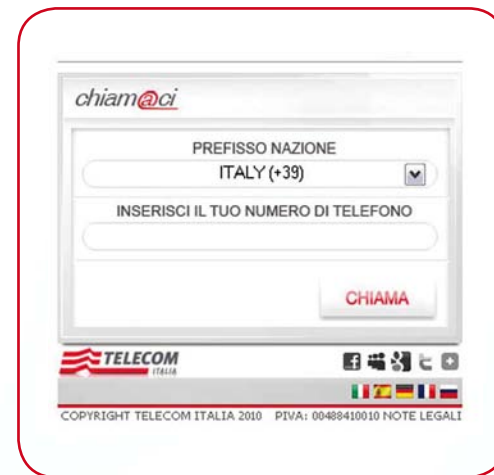 chiam@ci
PREFISSO NAZIONE
ITALY (+39)
INSERISCI IL TUO NUMERO DI TELEFONO
CHIAMA
TELECOM
ITALIA
COPYRIGHT TELECOM ITALIA 2010 PIVA: 00488410010 NOTE LEGALI